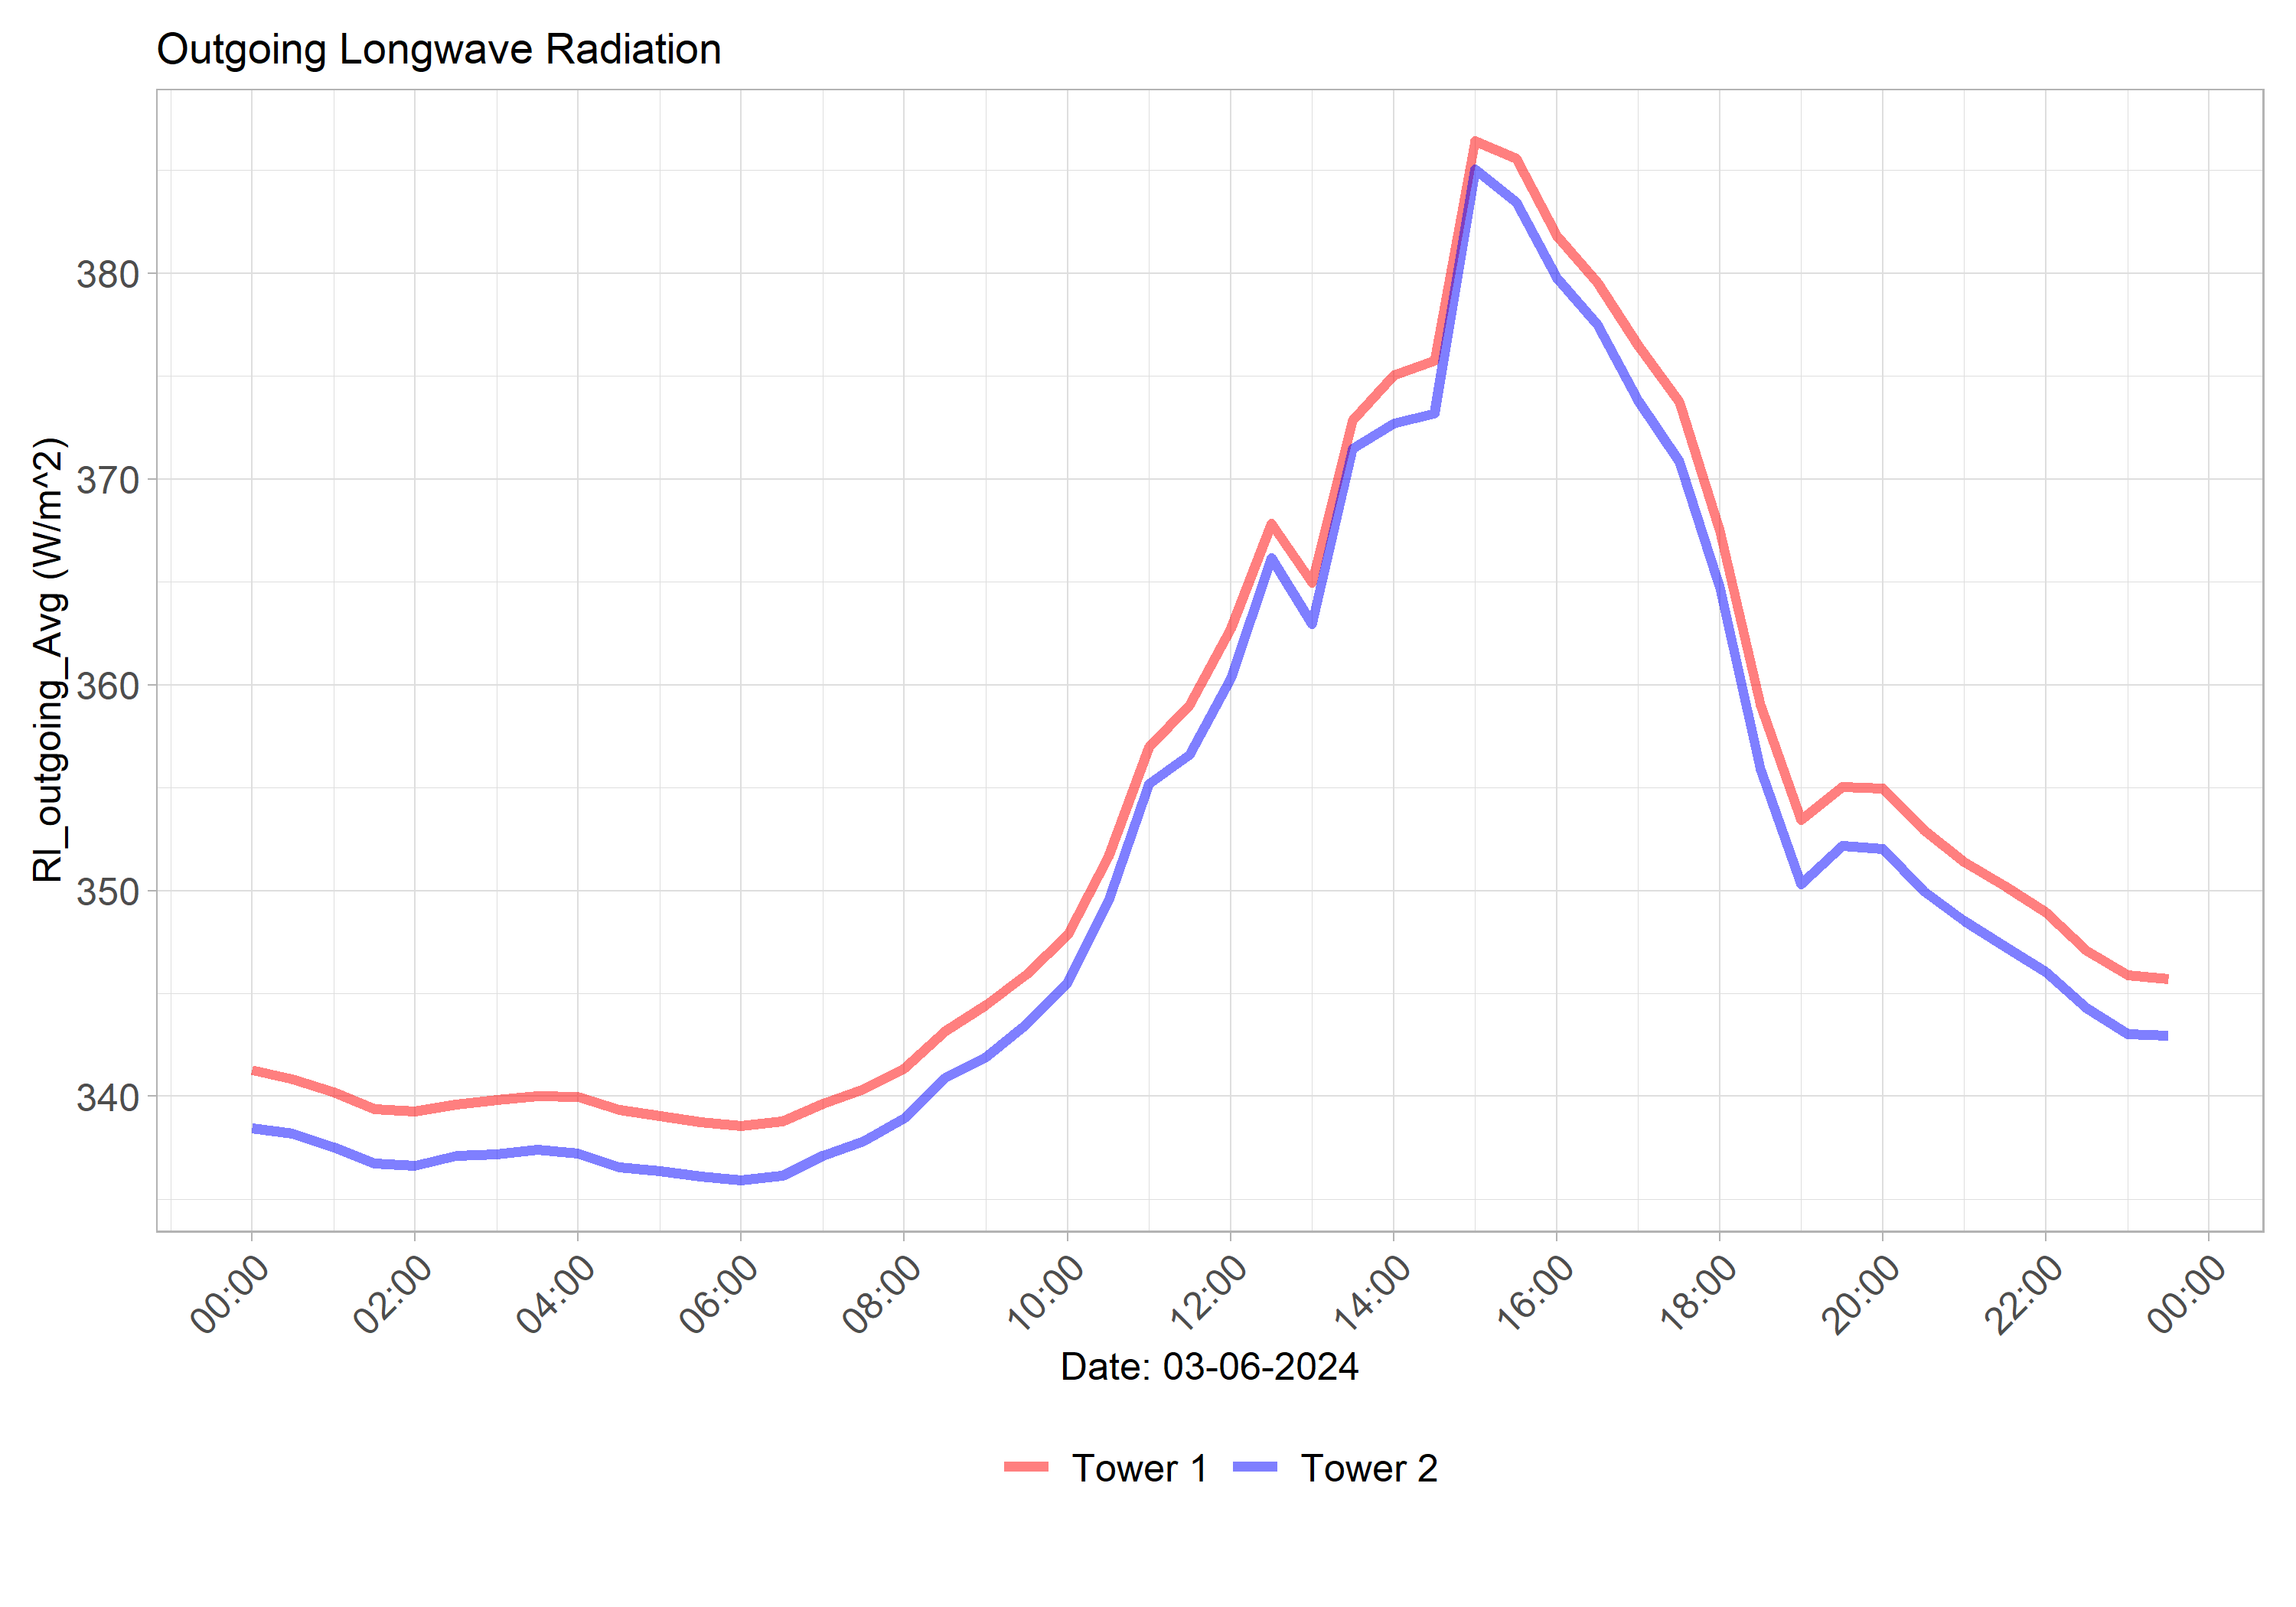 Outgoing Longwave Radiation
Rl_outgoing_Avg (W/m^2)
380
370
360
350
340
00:00 02:00 04:00 06:00 08:00 10:00 12:00 14:00 16:00 18:00 20:00 22:00 00:00
Date: 03-06-2024
Tower 1 Tower 2